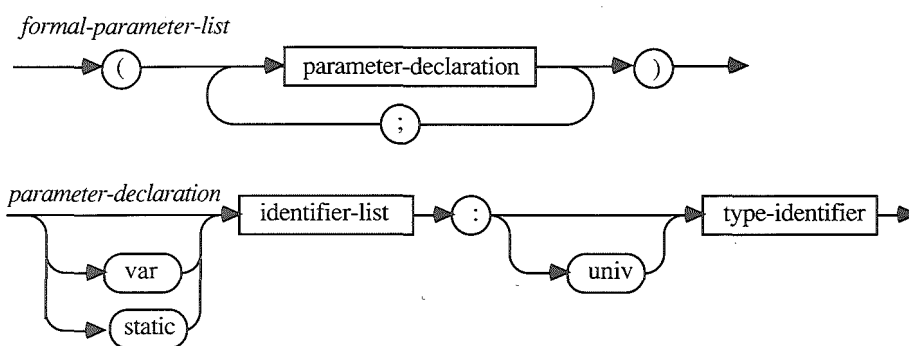 formal-parameter-list
( parameter-declaration )
;
parameter-declaration
identifier-list : type-identifier
var univ
static